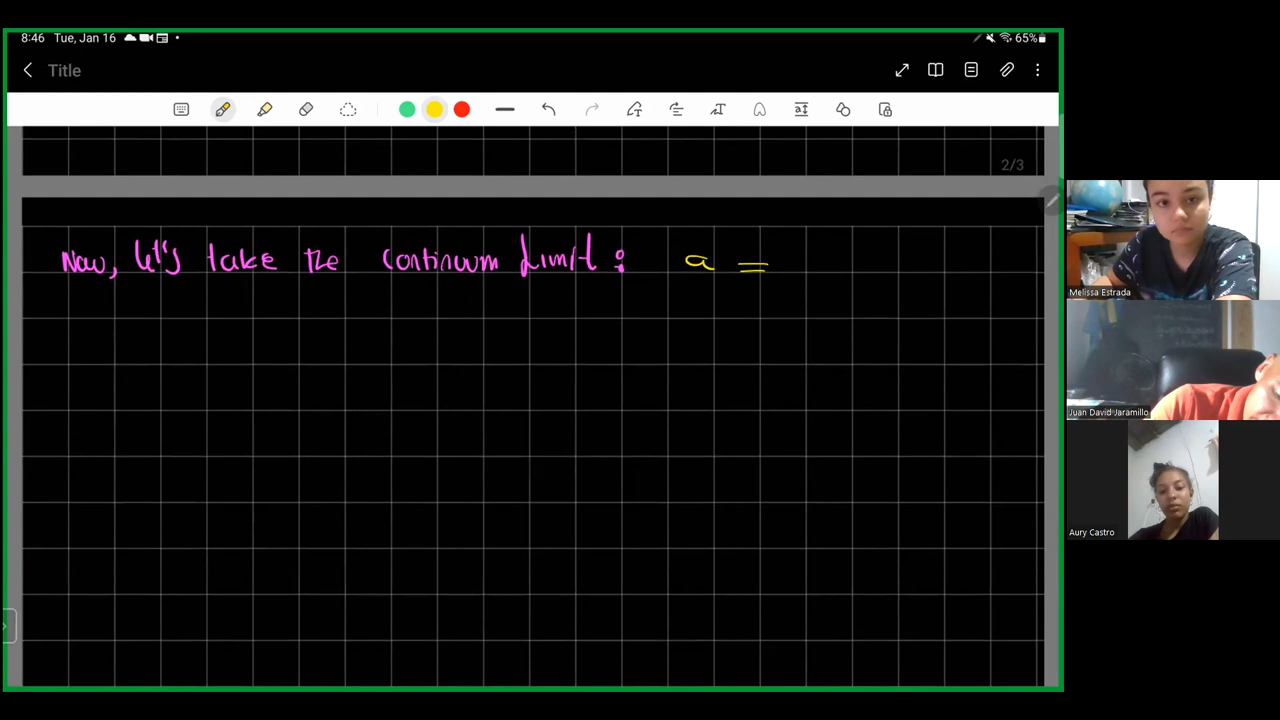 8:46 Tue, Jan 16
65%
Title
2/3
Now, let's take the continuum Limit : a =
Melissa Estrada
Juan David Jaramillo
Aury Castro